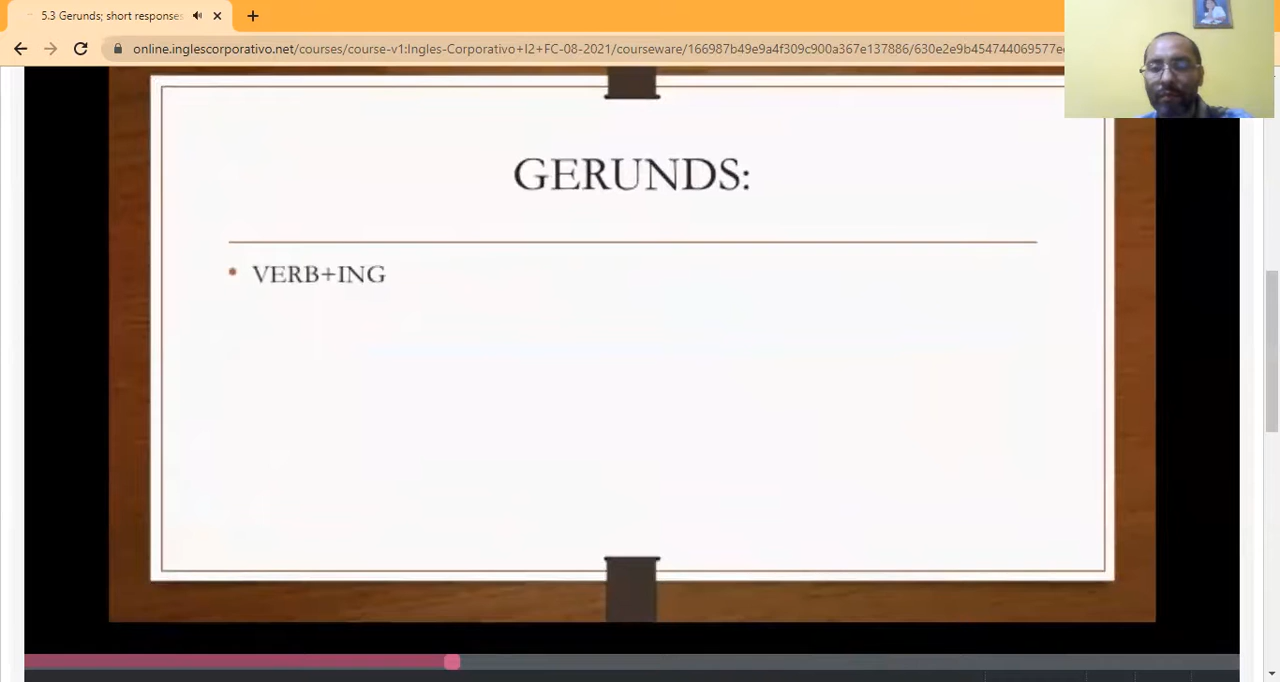 5.3 Gerunds; short responses
online.inglescorporativo.net/courses/course-v1:Ingles-Corporativo+I2+FC-08-2021/courseware/166987b49e9a4f309c900a367e137886/630e2e9b454744069577e
GERUNDS:
• VERB+ING